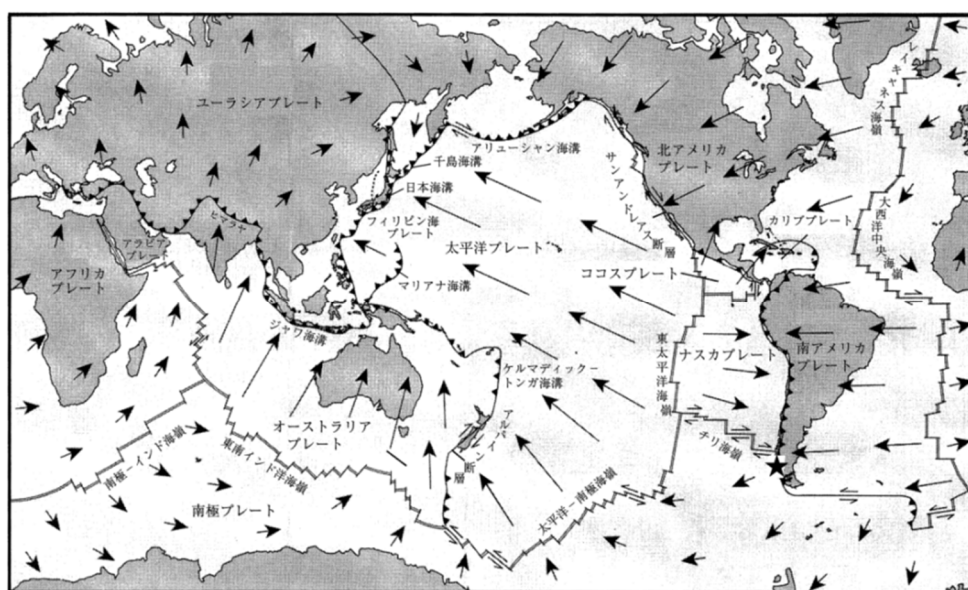 ユーラシアプレート
アリューシャン海溝
千島海溝
日本海溝
フィリピン海
プレート
マリアナ海溝
太平洋プレート
サンアンドレアス断層
北アメリカ
プレート
レイキャネス海嶺
大西洋中央海嶺
カリブプレート
ココスプレート
ヒマラヤ
アラビア
プレート
アフリカ
プレート
ジャワ海溝
ケルマディック－
トンガ海溝
東太平洋海嶺
ナスカプレート
南アメリカ
プレート
オーストラリア
プレート
アルパイン断層
チリ海嶺
南極－インド海嶺
東南インド洋海嶺
太平洋－南極海嶺
南極プレート